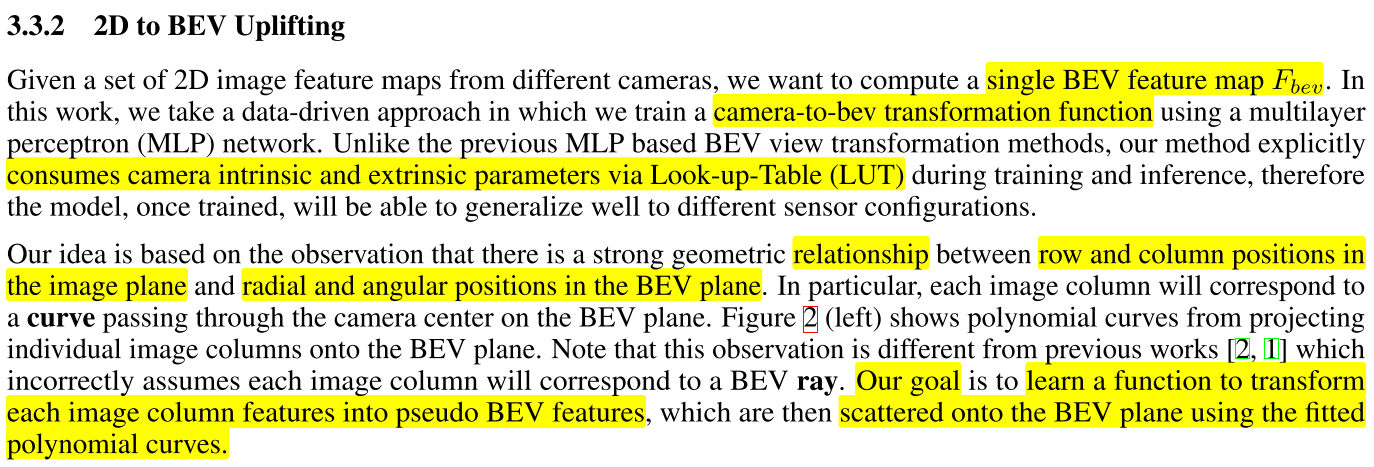 3.3.2 2D to BEV Uplifting
Given a set of 2D image feature maps from different cameras, we want to compute a single BEV feature map F_bev. In
this work, we take a data-driven approach in which we train a camera-to-bev transformation function using a multilayer
perceptron (MLP) network. Unlike the previous MLP based BEV view transformation methods, our method explicitly
consumes camera intrinsic and extrinsic parameters via Look-up-Table (LUT) during training and inference, therefore
the model, once trained, will be able to generalize well to different sensor configurations.
Our idea is based on the observation that there is a strong geometric relationship between row and column positions in
the image plane and radial and angular positions in the BEV plane. In particular, each image column will correspond to
a curve passing through the camera center on the BEV plane. Figure 2 (left) shows polynomial curves from projecting
individual image columns onto the BEV plane. Note that this observation is different from previous works [2, 1] which
incorrectly assumes each image column will correspond to a BEV ray. Our goal is to learn a function to transform
each image column features into pseudo BEV features, which are then scattered onto the BEV plane using the fitted
polynomial curves.